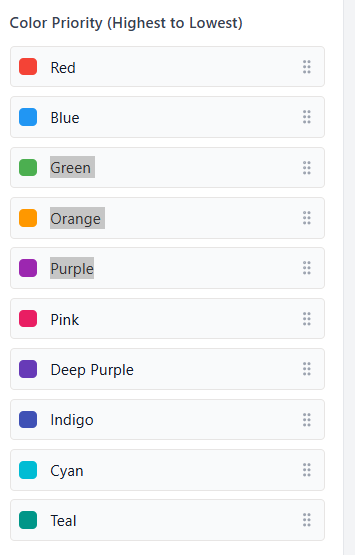 Color Priority (Highest to Lowest)
Red
Blue
Green
Orange
Purple
Pink
Deep Purple
Indigo
Cyan
Teal